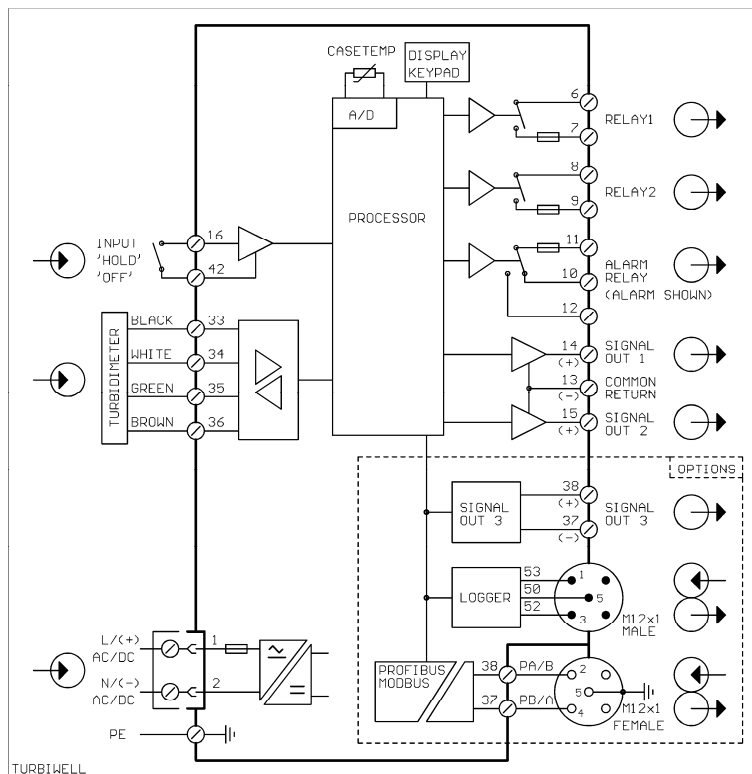 CASETEMP
DISPLAY
KEYPAD
A/D
PROCESSOR
6
RELAY1
7
8
RELAY2
9
INPUT
'HOLD'
'OFF'
16
42
11
10
ALARM
RELAY
(ALARM SHOWN)
12
TURBIDIMETER
BLACK 33
WHITE 34
GREEN 35
BROWN 36
14
(+)
SIGNAL
OUT 1
13
(-)
COMMON
RETURN
15
(+)
SIGNAL
OUT 2
OPTIONS
SIGNAL
OUT 3
38
(+)
37
(-)
SIGNAL
OUT 3
LOGGER
53
50
52
1
5
3
M12x1
MALE
L/(+)
AC/DC
1
N/(-)
AC/DC
2
PE
PROFIBUS
MODBUS
38 PA/B
37 PB/A
2
5
4
M12x1
FEMALE
TURBIWELL